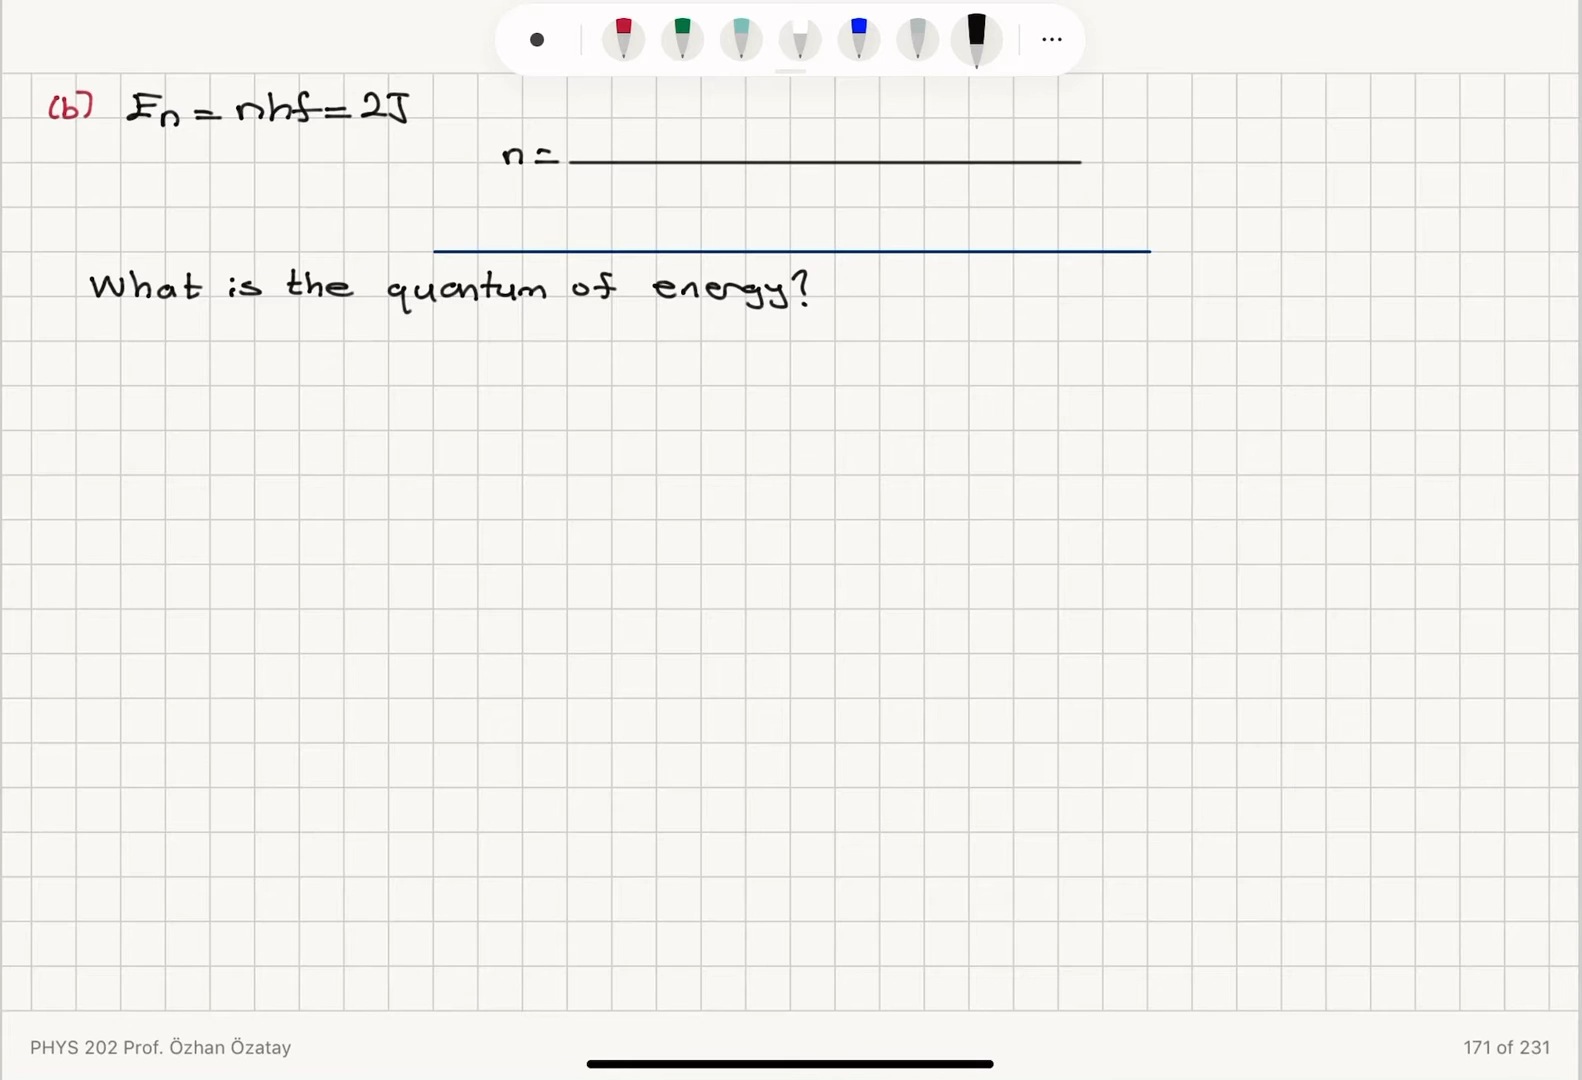 (b) En = nhf = 2J
n =
What is the quantum of energy?
PHYS 202 Prof. Özhan Özatay
171 of 231